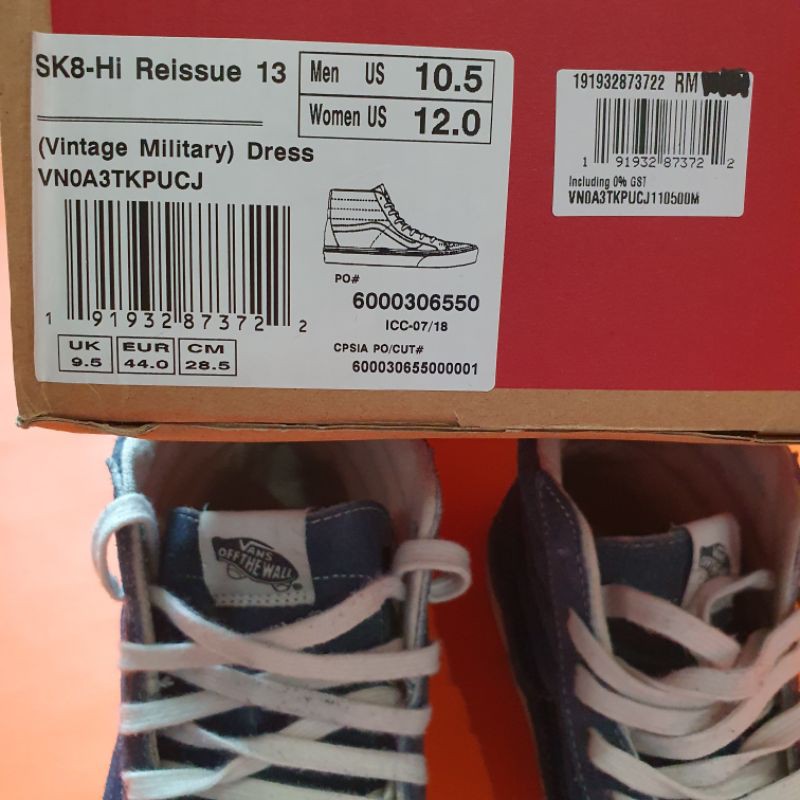 SK8-Hi Reissue 13
Men US 10.5
Women US 12.0
(Vintage Military) Dress
VN0A3TKPUCJ
1 91932 87372 2
UK EUR CM
9.5 44.0 28.5
PO#
6000306550
ICC-07/18
CPSIA PO/CUT#
600030655000001
191932873722 RM
1 91932 87372 2
Including 0% GST
VN0A3TKPUCJ110500M
VANS
OFF THE WALL